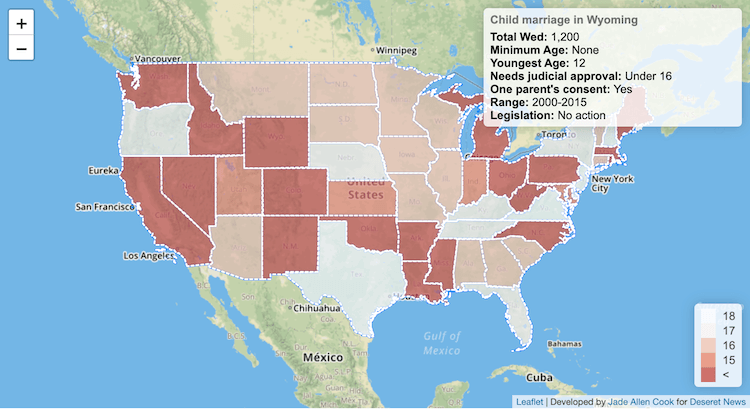 +
−
Child marriage in Wyoming
Total Wed: 1,200
Minimum Age: None
Youngest Age: 12
Needs judicial approval: Under 16
One parent's consent: Yes
Range: 2000-2015
Legislation: No action
Vancouver
Winnipeg
Toron
Eureka
New York
City
United
States
San Francisco
Los Angeles
Houston
Chihuahua
Gulf of
Mexico
Bahamas
México
Cuba
18
17
16
15
<
Leaflet | Developed by Jade Allen Cook for Deseret News